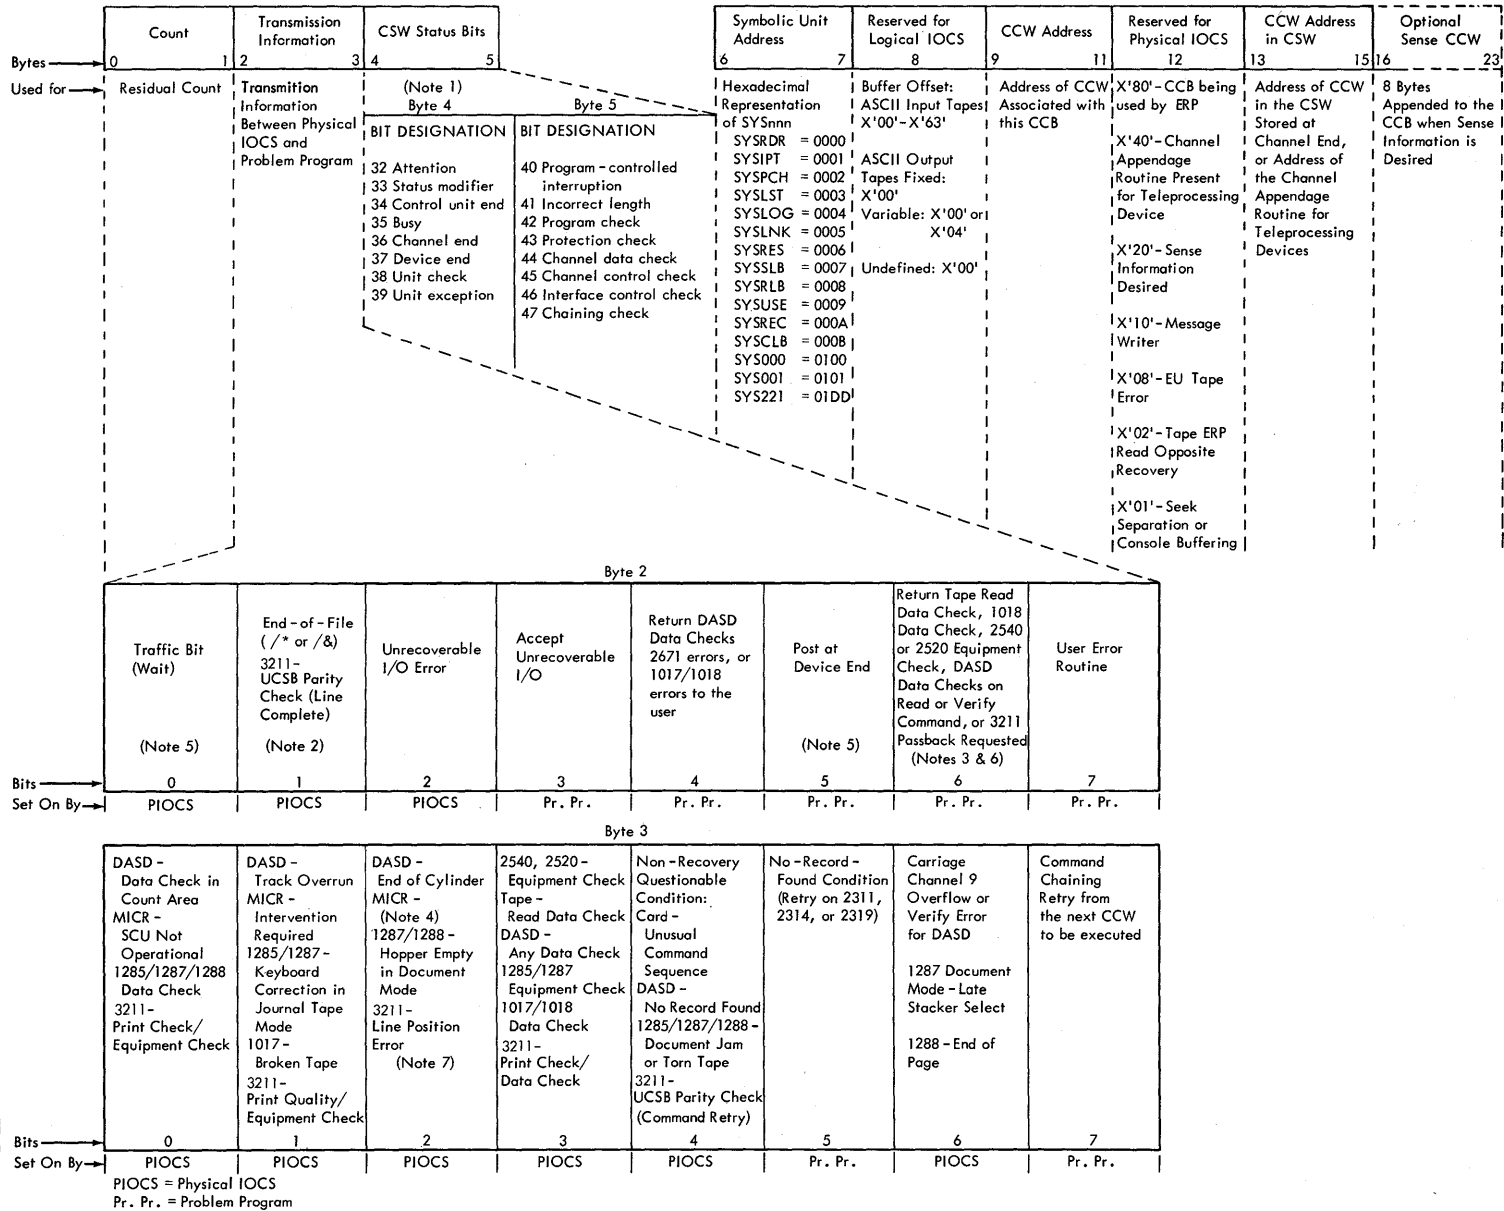 Count
Transmission
Information
CSW Status Bits
Symbolic Unit
Address
Reserved for
Logical IOCS
CCW Address
Reserved for
Physical IOCS
CCW Address
in CSW
Optional
Sense CCW
Bytes 0 1 2 3 4 5 6 7 8 9 11 12 13 15 16 23
Used for
Residual Count
Transmition
Information
Between Physical
IOCS and
Problem Program
(Note 1)
Byte 4
BIT DESIGNATION
32 Attention
33 Status modifier
34 Control unit end
35 Busy
36 Channel end
37 Device end
38 Unit check
39 Unit exception
Byte 5
BIT DESIGNATION
40 Program-controlled
interruption
41 Incorrect length
42 Program check
43 Protection check
44 Channel data check
45 Channel control check
46 Interface control check
47 Chaining check
Hexadecimal
Representation
of SYSnnn
SYSRDR = 0000
SYSIPT = 0001
SYSPCH = 0002
SYSLST = 0003
SYSLOG = 0004
SYSLNK = 0005
SYSRES = 0006
SYSSLB = 0007
SYSRLB = 0008
SYSUSE = 0009
SYSREC = 000A
SYSCLB = 000B
SYS000 = 0100
SYS001 = 0101
SYS221 = 01DD
Buffer Offset:
ASCII Input Tapes
X'00'-X'63'
ASCII Output
Tapes Fixed:
X'00'
Variable: X'00' or
X'04'
Undefined: X'00'
Address of CCW
Associated with
this CCB
X'80'-CCB being
used by ERP
X'40'-Channel
Appendage
Routine Present
for Teleprocessing
Device
X'20'-Sense
Information
Desired
X'10'-Message
Writer
X'08'-EU Tape
Error
X'02'-Tape ERP
Read Opposite
Recovery
X'01'-Seek
Separation or
Console Buffering
Address of CCW
in the CSW
Stored at
Channel End,
or Address of
the Channel
Appendage
Routine for
Teleprocessing
Devices
8 Bytes
Appended to the
CCB when Sense
Information is
Desired
Byte 2
Traffic Bit
(Wait)
(Note 5)
End-of-File
(/* or /&)
3211-
UCSB Parity
Check (Line
Complete)
(Note 2)
Unrecoverable
I/O Error
Accept
Unrecoverable
I/O
Return DASD
Data Checks
2671 errors, or
1017/1018
errors to the
user
Post at
Device End
(Note 5)
Return Tape Read
Data Check, 1018
Data Check, 2540
or 2520 Equipment
Check, DASD
Data Checks on
Read or Verify
Command, or 3211
Passback Requested
(Notes 3 & 6)
User Error
Routine
Bits 0 1 2 3 4 5 6 7
Set On By PIOCS PIOCS PIOCS Pr. Pr. Pr. Pr. Pr. Pr. Pr. Pr. Pr. Pr.
Byte 3
DASD -
Data Check in
Count Area
MICR -
SCU Not
Operational
1285/1287/1288
Data Check
3211-
Print Check/
Equipment Check
DASD -
Track Overrun
MICR -
Intervention
Required
1285/1287-
Keyboard
Correction in
Journal Tape
Mode
1017-
Broken Tape
3211-
Print Quality/
Equipment Check
DASD -
End of Cylinder
MICR -
(Note 4)
1287/1288-
Hopper Empty
in Document
Mode
3211-
Line Position
Error
(Note 7)
2540, 2520-
Equipment Check
Tape -
Read Data Check
DASD -
Any Data Check
1285/1287
Equipment Check
1017/1018
Data Check
3211-
Print Check/
Data Check
Non-Recovery
Questionable
Condition:
Card -
Unusual
Command
Sequence
DASD -
No Record Found
1285/1287/1288-
Document Jam
or Torn Tape
3211-
UCSB Parity Check
(Command Retry)
No-Record-
Found Condition
(Retry on 2311,
2314, or 2319)
Carriage
Channel 9
Overflow or
Verify Error
for DASD
1287 Document
Mode-Late
Stacker Select
1288-End of
Page
Command
Chaining
Retry from
the next CCW
to be executed
Bits 0 1 2 3 4 5 6 7
Set On By PIOCS PIOCS PIOCS PIOCS PIOCS Pr. Pr. PIOCS Pr. Pr.
PIOCS = Physical IOCS
Pr. Pr. = Problem Program